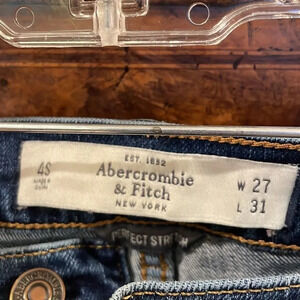 EST. 1892
4S
Abercrombie
& Fitch
NEW YORK
W 27
L 31
PERFECT STRETCH